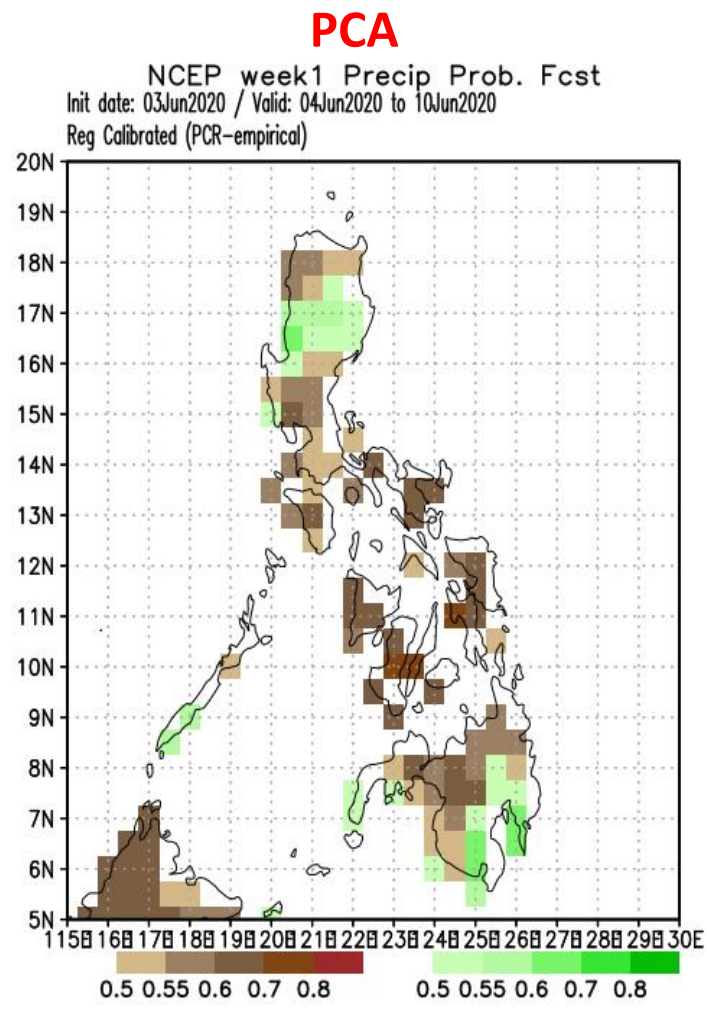 PCA
NCEP week1 Precip Prob. Fcst
Init date: 03Jun2020 / Valid: 04Jun2020 to 10Jun2020
Reg Calibrated (PCR-empirical)
20N
19N
18N
17N
16N
15N
14N
13N
12N
11N
10N
9N
8N
7N
6N
5N
115E 116E 117E 118E 119E 120E 121E 122E 123E 124E 125E 126E 127E 128E 129E 130E
0.5 0.55 0.6 0.7 0.8 0.5 0.55 0.6 0.7 0.8